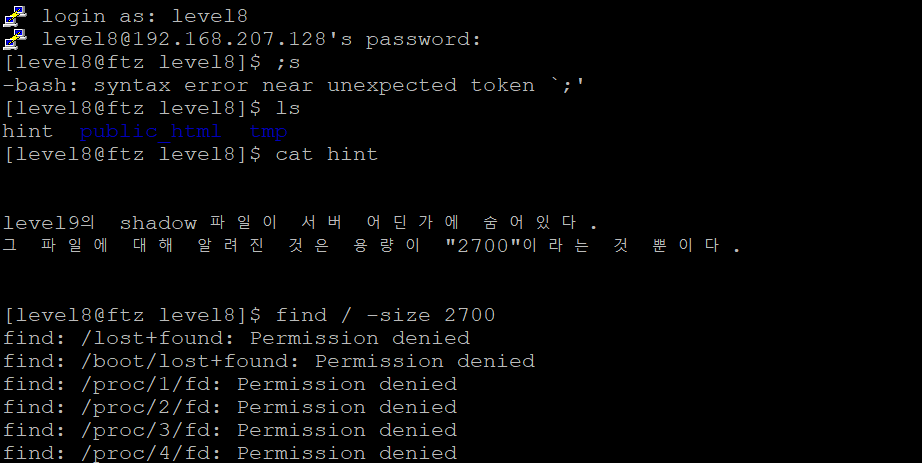 login as: level8
level8@192.168.207.128's password:
[level8@ftz level8]$ ;s
-bash: syntax error near unexpected token `;'
[level8@ftz level8]$ ls
hint  public_html  tmp
[level8@ftz level8]$ cat hint
level9의 shadow 파일이 서버 어딘가에 숨어있다.
그 파일에 대해 알려진 것은 용량이 "2700"이라는 것 뿐이다.
[level8@ftz level8]$ find / -size 2700
find: /lost+found: Permission denied
find: /boot/lost+found: Permission denied
find: /proc/1/fd: Permission denied
find: /proc/2/fd: Permission denied
find: /proc/3/fd: Permission denied
find: /proc/4/fd: Permission denied